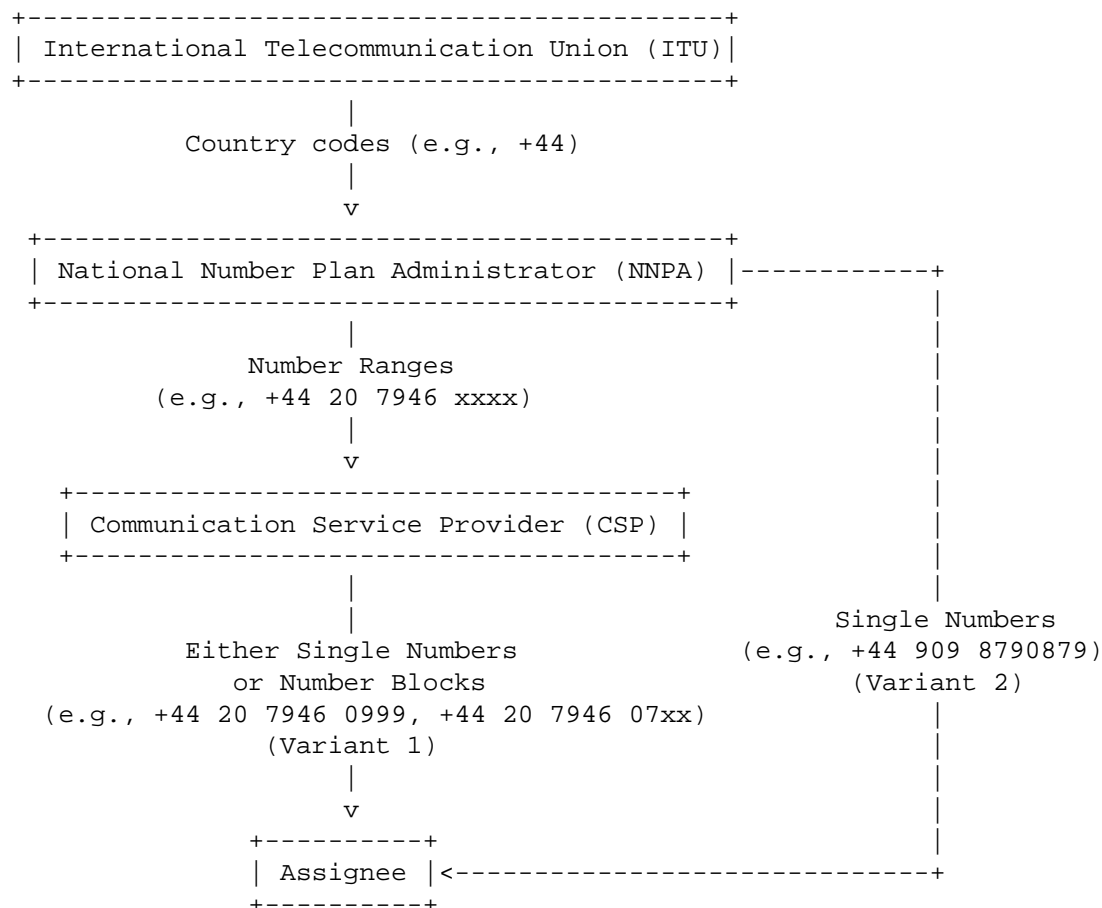 International Telecommunication Union (ITU)
Country codes (e.g., +44)
National Number Plan Administrator (NNPA)
Number Ranges
(e.g., +44 20 7946 xxxx)
Communication Service Provider (CSP)
Either Single Numbers
or Number Blocks
(e.g., +44 20 7946 0999, +44 20 7946 07xx)
(Variant 1)
Single Numbers
(e.g., +44 909 8790879)
(Variant 2)
Assignee